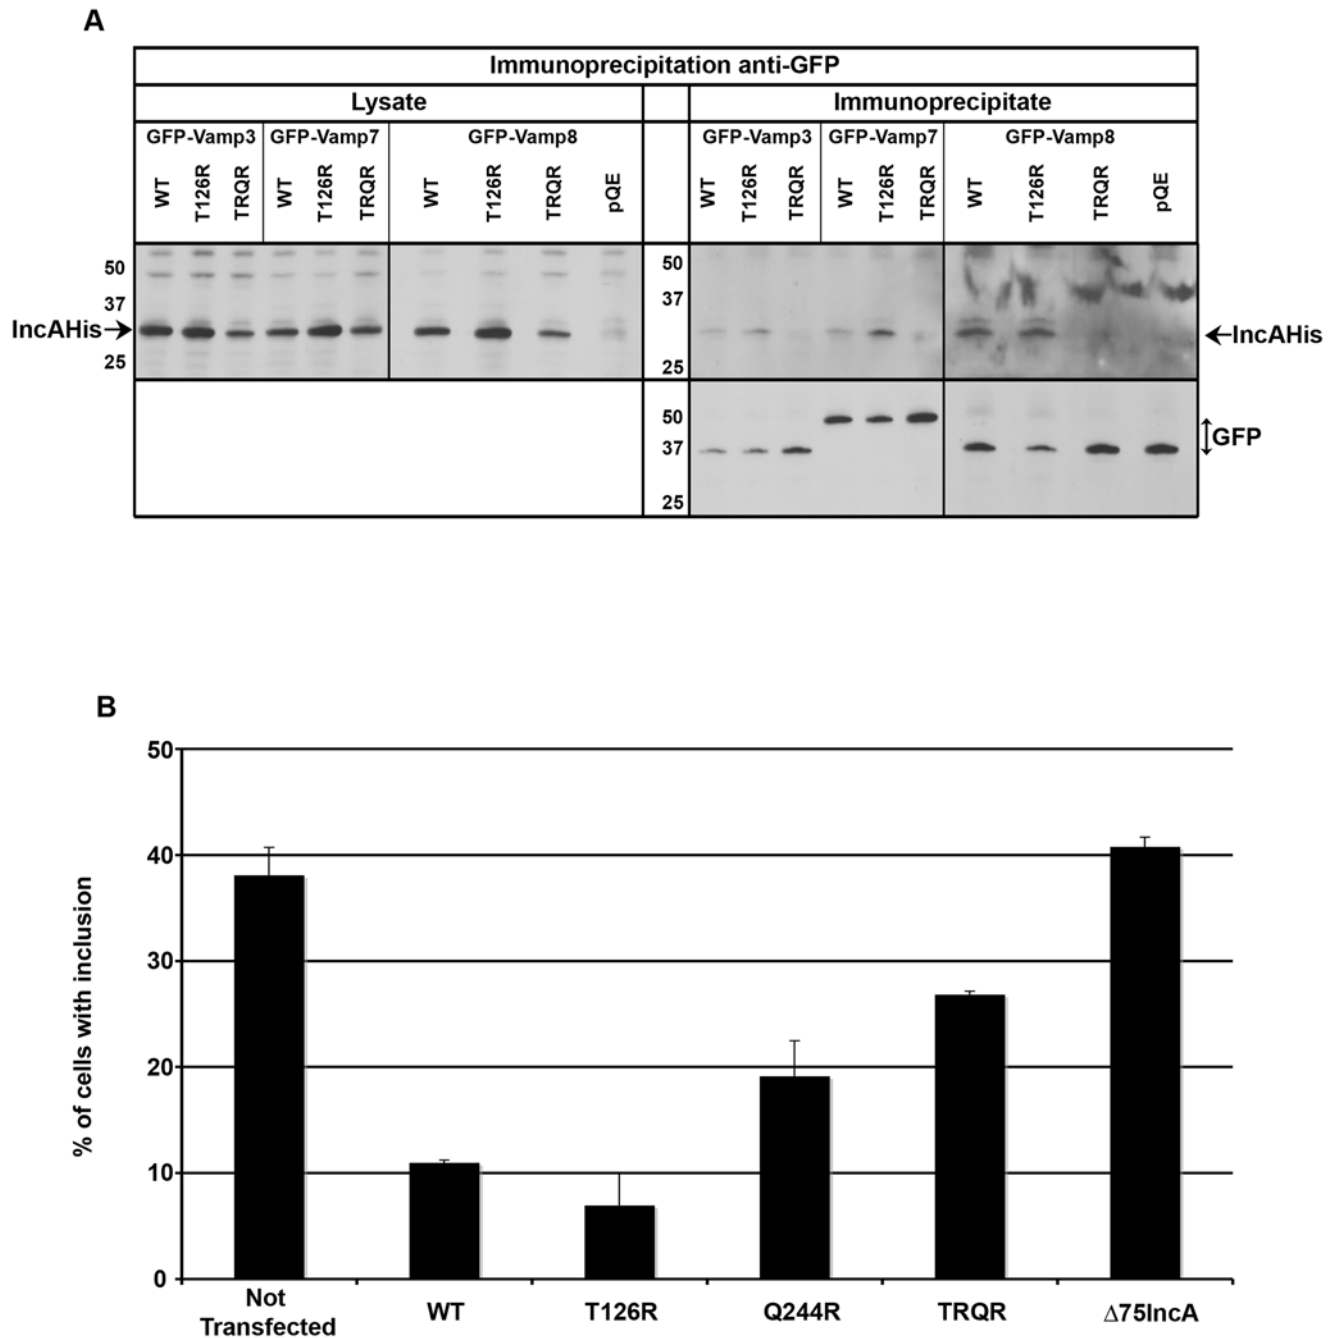 A
Immunoprecipitation anti-GFP
Lysate Immunoprecipitate
GFP-Vamp3 GFP-Vamp7 GFP-Vamp8 GFP-Vamp3 GFP-Vamp7 GFP-Vamp8
WT T126R TRQR WT T126R TRQR WT T126R TRQR pQE WT T126R TRQR WT T126R TRQR WT T126R TRQR pQE
50 50
37 37
IncAHis IncAHis
25 25
50
37 GFP
25
B
% of cells with inclusion
50
40
30
20
10
0
Not Transfected WT T126R Q244R TRQR Δ75IncA